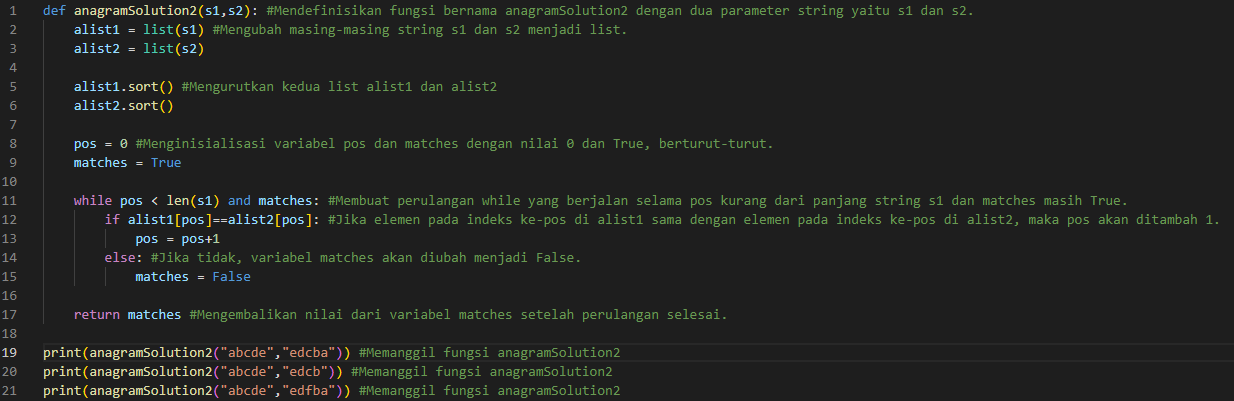 1 def anagramSolution2(s1,s2): #Mendefinisikan fungsi bernama anagramSolution2 dengan dua parameter string yaitu s1 dan s2.
2     alist1 = list(s1) #Mengubah masing-masing string s1 dan s2 menjadi list.
3     alist2 = list(s2)
4
5     alist1.sort() #Mengurutkan kedua list alist1 dan alist2
6     alist2.sort()
7
8     pos = 0 #Menginisialisasi variabel pos dan matches dengan nilai 0 dan True, berturut-turut.
9     matches = True
10
11     while pos < len(s1) and matches: #Membuat perulangan while yang berjalan selama pos kurang dari panjang string s1 dan matches masih True.
12         if alist1[pos]==alist2[pos]: #Jika elemen pada indeks ke-pos di alist1 sama dengan elemen pada indeks ke-pos di alist2, maka pos akan ditambah 1.
13             pos = pos+1
14         else: #Jika tidak, variabel matches akan diubah menjadi False.
15             matches = False
16
17     return matches #Mengembalikan nilai dari variabel matches setelah perulangan selesai.
18
19 print(anagramSolution2("abcde","edcba")) #Memanggil fungsi anagramSolution2
20 print(anagramSolution2("abcde","edcb")) #Memanggil fungsi anagramSolution2
21 print(anagramSolution2("abcde","edfba")) #Memanggil fungsi anagramSolution2